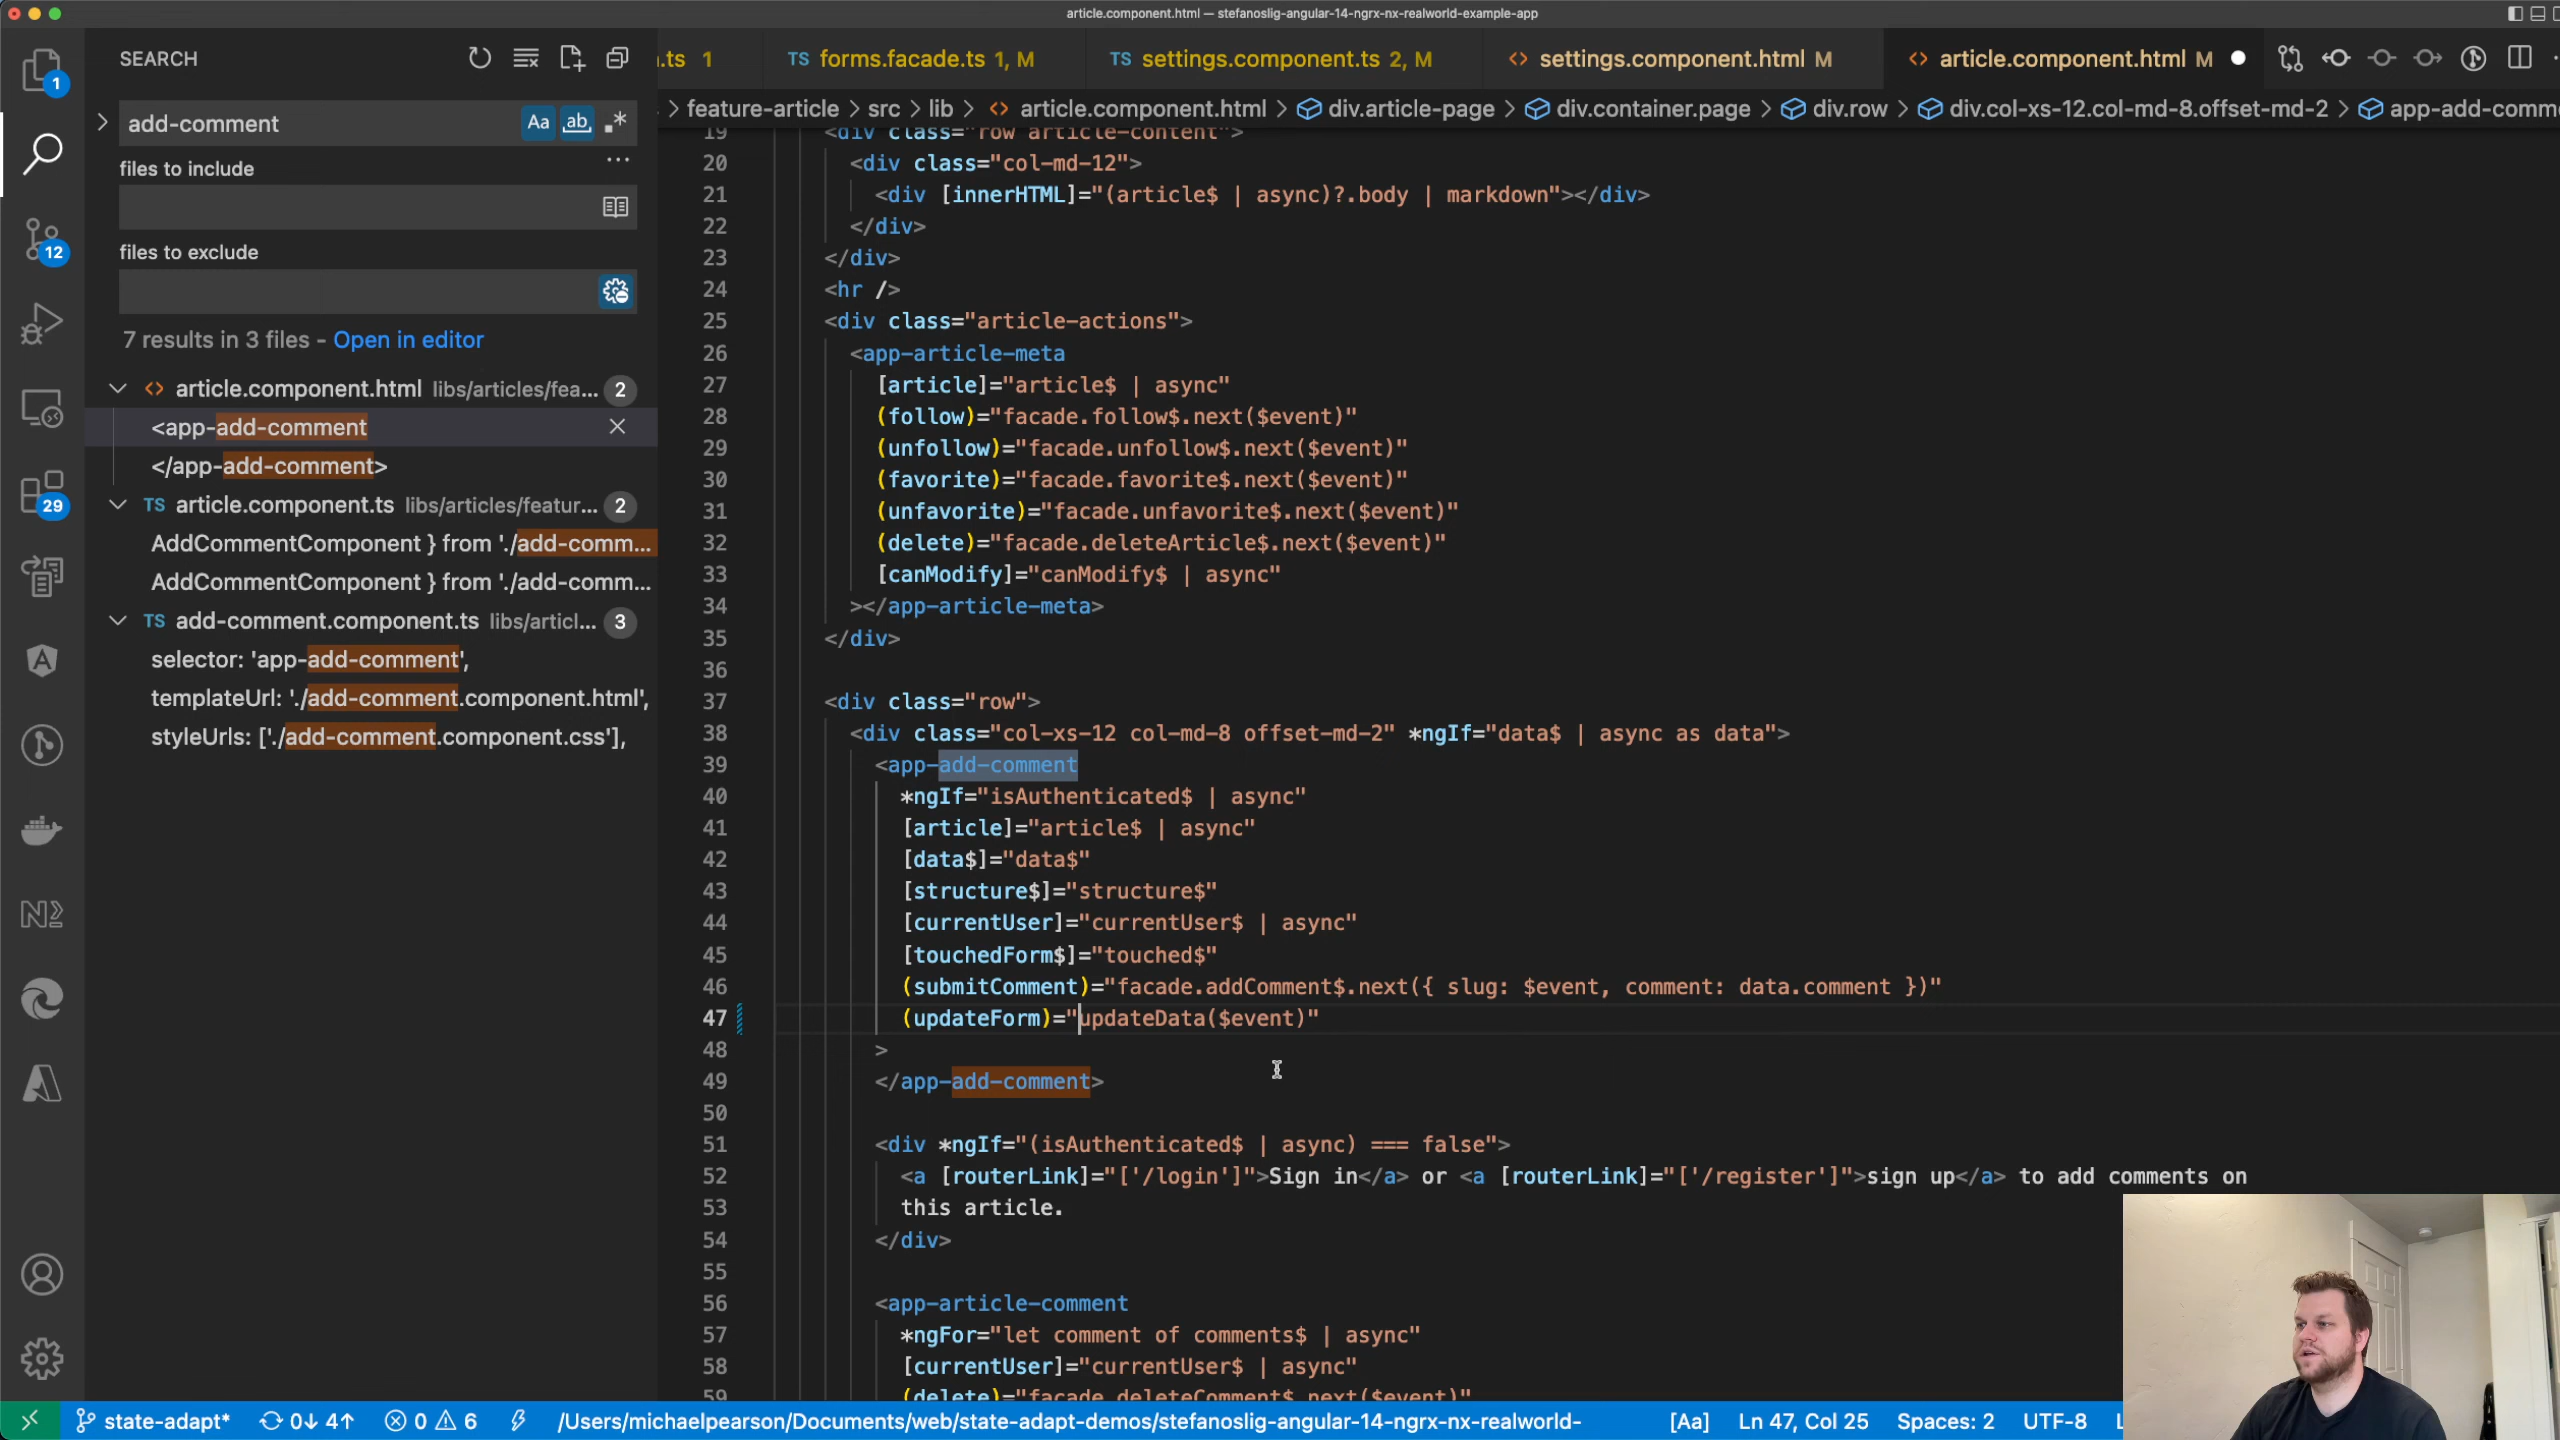 article.component.html — stefanoslig-angular-14-ngrx-nx-realworld-example-app
SEARCH
.ts 1
TS forms.facade.ts 1, M
TS settings.component.ts 2, M
<> settings.component.html M
<> article.component.html M
> feature-article > src > lib > <> article.component.html > div.article-page > div.container.page > div.row > div.col-xs-12.col-md-8.offset-md-2 > app-add-comm
1
add-comment
Aa ab .*
files to include
files to exclude
12
7 results in 3 files - Open in editor
<> article.component.html libs/articles/fea... 2
<app-add-comment
</app-add-comment>
TS article.component.ts libs/articles/featur... 2
AddCommentComponent } from './add-comm...
AddCommentComponent } from './add-comm...
TS add-comment.component.ts libs/articl... 3
selector: 'app-add-comment',
templateUrl: './add-comment.component.html',
styleUrls: ['./add-comment.component.css'],
29
19 <div class="row article-content">
20 <div class="col-md-12">
21 <div [innerHTML]="(article$ | async)?.body | markdown"></div>
22 </div>
23 </div>
24 <hr />
25 <div class="article-actions">
26 <app-article-meta
27 [article]="article$ | async"
28 (follow)="facade.follow$.next($event)"
29 (unfollow)="facade.unfollow$.next($event)"
30 (favorite)="facade.favorite$.next($event)"
31 (unfavorite)="facade.unfavorite$.next($event)"
32 (delete)="facade.deleteArticle$.next($event)"
33 [canModify]="canModify$ | async"
34 ></app-article-meta>
35 </div>
36
37 <div class="row">
38 <div class="col-xs-12 col-md-8 offset-md-2" *ngIf="data$ | async as data">
39 <app-add-comment
40 *ngIf="isAuthenticated$ | async"
41 [article]="article$ | async"
42 [data$]="data$"
43 [structure$]="structure$"
44 [currentUser]="currentUser$ | async"
45 [touchedForm$]="touched$"
46 (submitComment)="facade.addComment$.next({ slug: $event, comment: data.comment })"
47 (updateForm)="updateData($event)"
48 >
49 </app-add-comment>
50
51 <div *ngIf="(isAuthenticated$ | async) === false">
52 <a [routerLink]="['/login']">Sign in</a> or <a [routerLink]="['/register']">sign up</a> to add comments on
53 this article.
54 </div>
55
56 <app-article-comment
57 *ngFor="let comment of comments$ | async"
58 [currentUser]="currentUser$ | async"
59 (delete)="facade.deleteComment$.next($event)"
state-adapt* 0↓ 4↑ 0 6 /Users/michaelpearson/Documents/web/state-adapt-demos/stefanoslig-angular-14-ngrx-nx-realworld- [Aa] Ln 47, Col 25 Spaces: 2 UTF-8 L